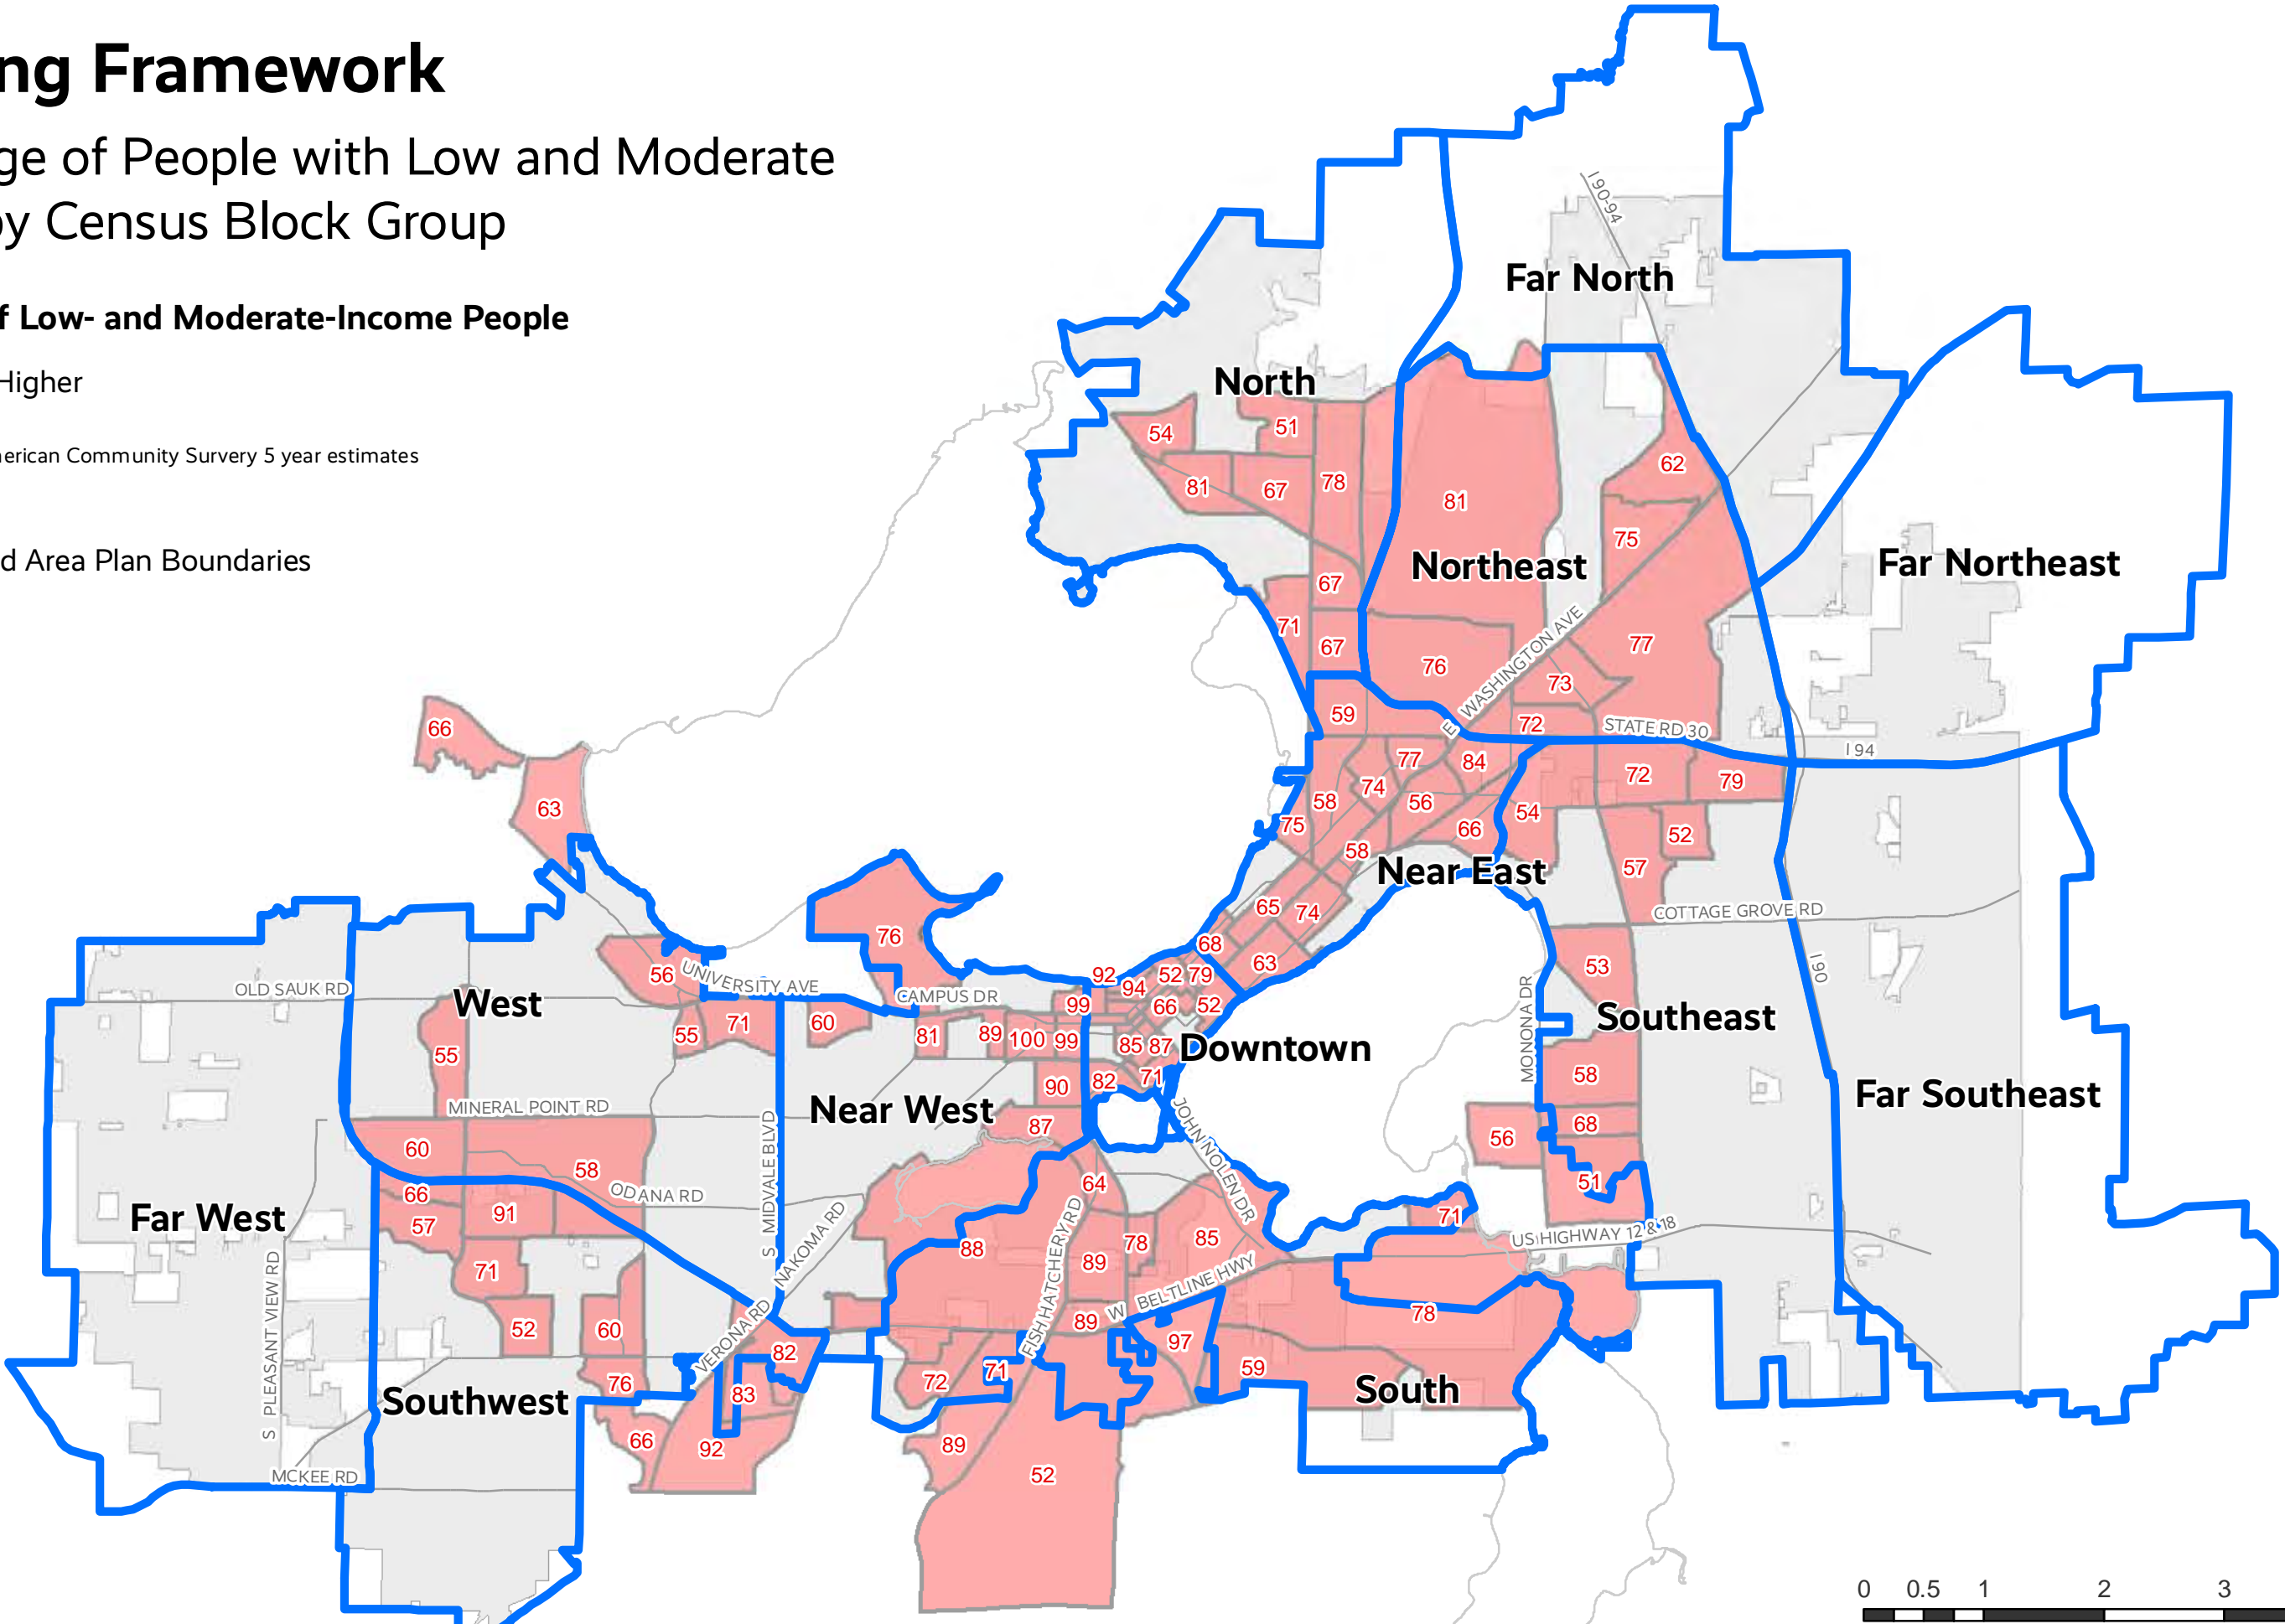 ng Framework
ge of People with Low and Moderate
by Census Block Group
f Low- and Moderate-Income People
Higher
nerican Community Survery 5 year estimates
d Area Plan Boundaries
I 90-94
Far North
North
51
54
62
81
67
78
81
75
Northeast
Far Northeast
67
71
67
77
76
73
E WASHINGTON AVE
59
72
STATE RD 30
66
I 94
77
84
74
72
79
63
58
56
54
75
66
52
58
57
Near East
65
74
COTTAGE GROVE RD
76
68
63
53
I 90
56
UNIVERSITY AVE
92
52
79
94
OLD SAUK RD
CAMPUS DR
99
66
52
West
MONONA DR
Southeast
71
60
55
81
89
100
99
85
87
Downtown
55
90
82
71
58
Far Southeast
MINERAL POINT RD
Near West
JOHN NOLEN DR
87
68
60
56
S MIDVALE BLVD
58
64
51
66
ODANA RD
91
57
Far West
NAKOMA RD
71
US HIGHWAY 12 & 18
88
FISH HATCHERY RD
78
85
89
71
W BELTLINE HWY
S PLEASANT VIEW RD
52
60
VERONA RD
89
78
97
82
59
76
83
72
71
South
Southwest
66
92
89
MCKEE RD
52
0 0.5 1 2 3